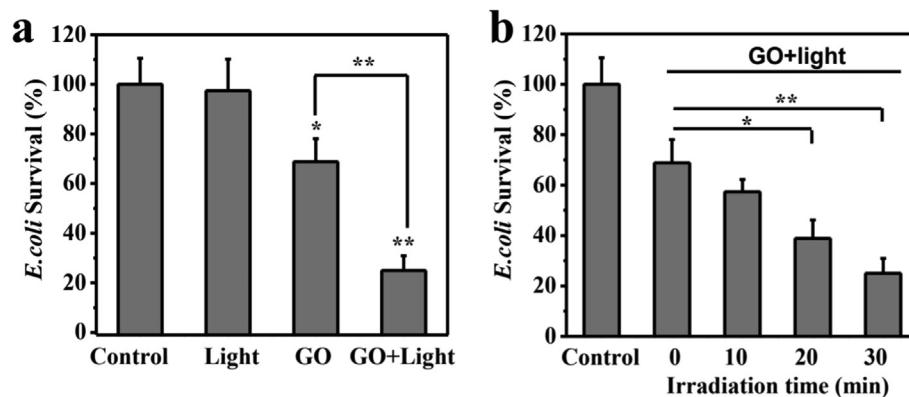 a
120
100
80
60
40
20
0
E.coli Survival (%)
**
*
**
Control Light GO GO+Light
b
120
100
80
60
40
20
0
E.coli Survival (%)
GO+light
**
*
Control 0 10 20 30
Irradiation time (min)